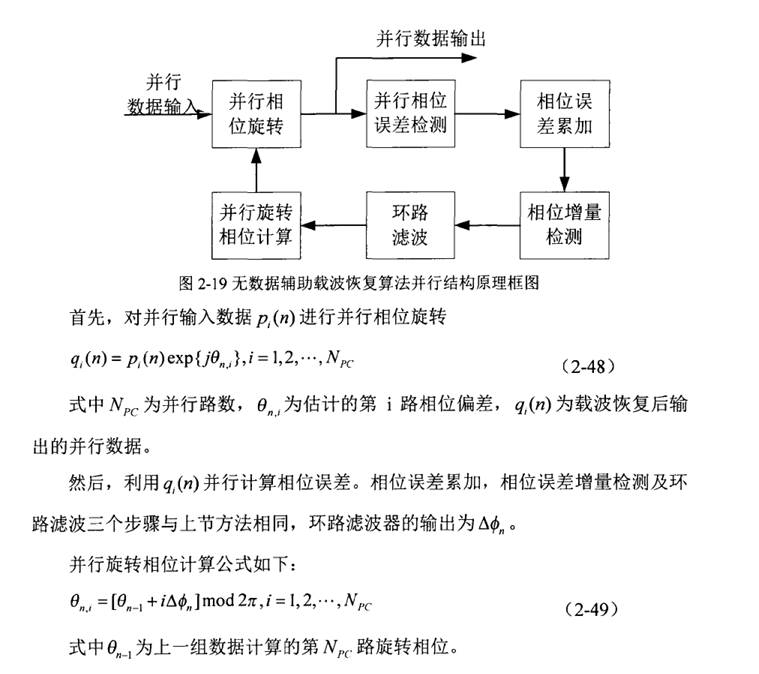 并行数据输出
并行
数据输入
并行相
位旋转
并行相位
误差检测
相位误
差累加
并行旋转
相位计算
环路
滤波
相位增量
检测
图 2-19 无数据辅助载波恢复算法并行结构原理框图
首先，对并行输入数据 p_i(n) 进行并行相位旋转
q_i(n) = p_i(n) exp{jθ_{n,i}}, i = 1,2,⋯,N_{PC} （2-48）
式中 N_{PC} 为并行路数，θ_{n,i} 为估计的第 i 路相位偏差，q_i(n) 为载波恢复后输
出的并行数据。
然后，利用 q_i(n) 并行计算相位误差。相位误差累加，相位误差增量检测及环
路滤波三个步骤与上节方法相同，环路滤波器的输出为 Δϕ_n。
并行旋转相位计算公式如下：
θ_{n,i} = [θ_{n-1} + iΔϕ_n] mod 2π, i = 1,2,⋯,N_{PC} （2-49）
式中 θ_{n-1} 为上一组数据计算的第 N_{PC} 路旋转相位。